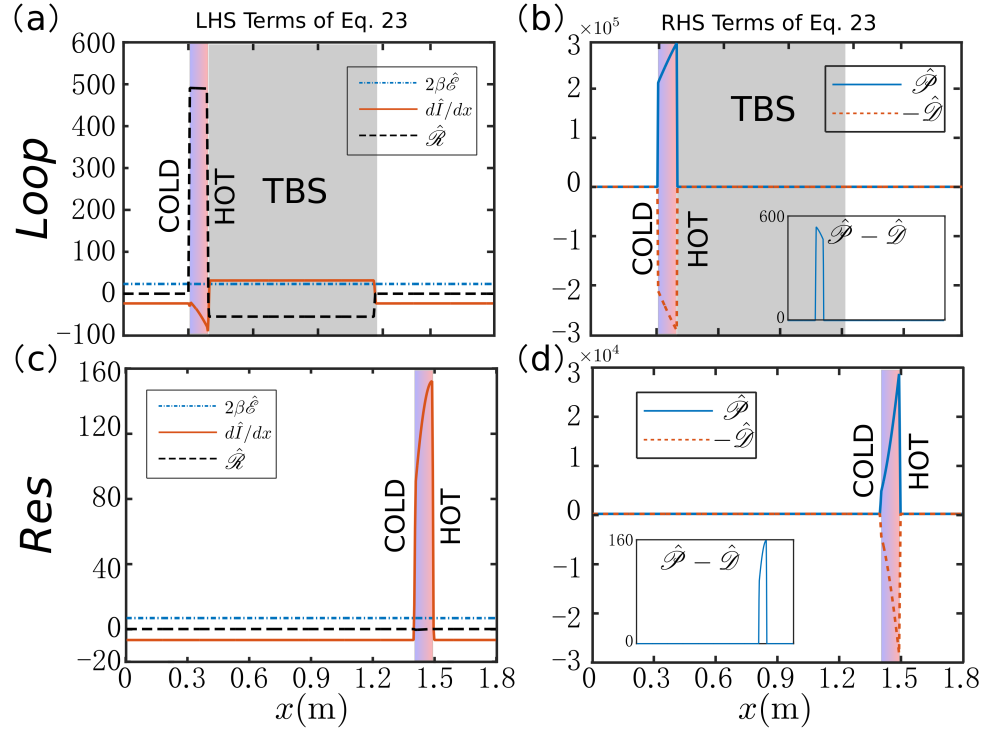 (a)
LHS Terms of Eq. 23
600
500
400
300
200
100
0
−100
Loop
COLD
HOT
TBS
2βℰ̂
dÎ/dx
ℛ̂
(b)
RHS Terms of Eq. 23
×10⁵
3
2
1
0
−1
−2
−3
COLD
HOT
TBS
𝒫̂
−𝒟̂
600
0
𝒫̂ − 𝒟̂
(c)
160
120
80
40
0
−20
Res
2βℰ̂
dÎ/dx
ℛ̂
COLD
HOT
0 0.3 0.6 0.9 1.2 1.5 1.8
x(m)
(d)
×10⁴
3
2
1
0
−1
−2
−3
𝒫̂
−𝒟̂
COLD
HOT
160
0
𝒫̂ − 𝒟̂
0 0.3 0.6 0.9 1.2 1.5 1.8
x(m)